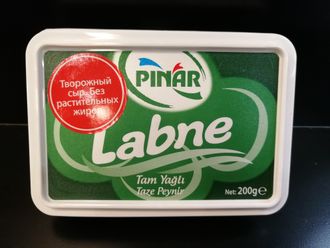 PINAR
Творожный
сыр. Без
растительных
жиров
Labne
Tam Yağlı
Taze Peynir
Net: 200g℮